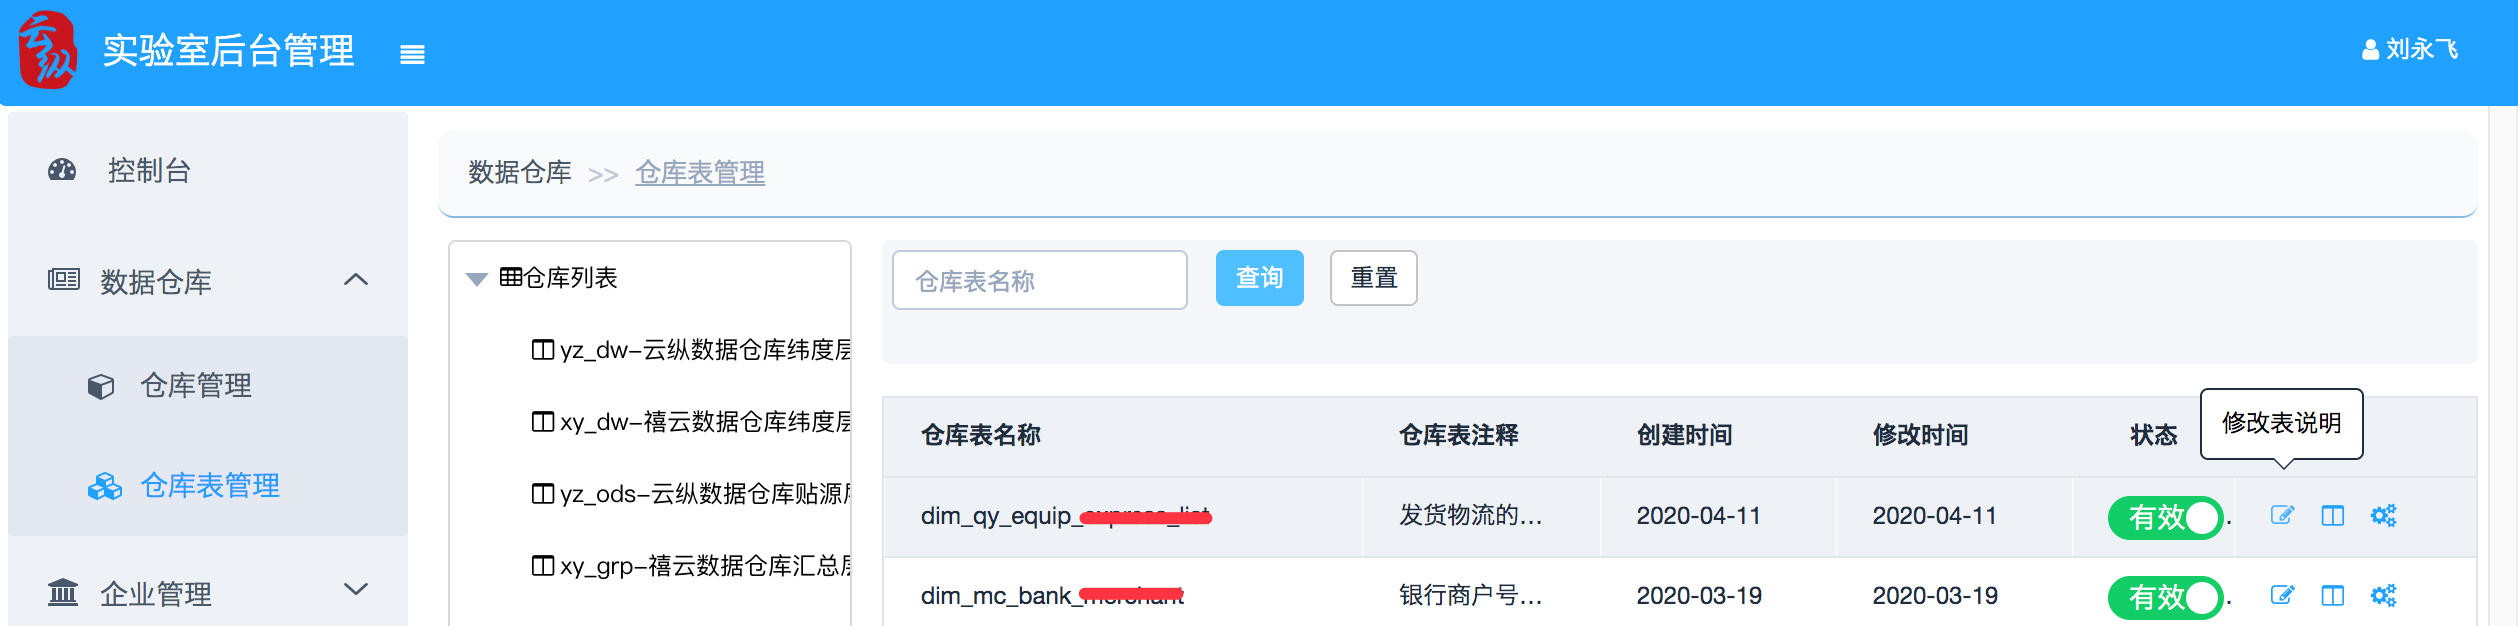 云纵
实验室后台管理
刘永飞
控制台
数据仓库
仓库管理
仓库表管理
企业管理
数据仓库 >> 仓库表管理
仓库列表
yz_dw-云纵数据仓库纬度层
xy_dw-禧云数据仓库纬度层
yz_ods-云纵数据仓库贴源
xy_grp-禧云数据仓库汇总层
仓库表名称 查询 重置
修改表说明
仓库表名称 仓库表注释 创建时间 修改时间 状态
dim_qy_equip_ 发货物流的... 2020-04-11 2020-04-11 有效 .
dim_mc_bank_ 银行商户号... 2020-03-19 2020-03-19 有效 .